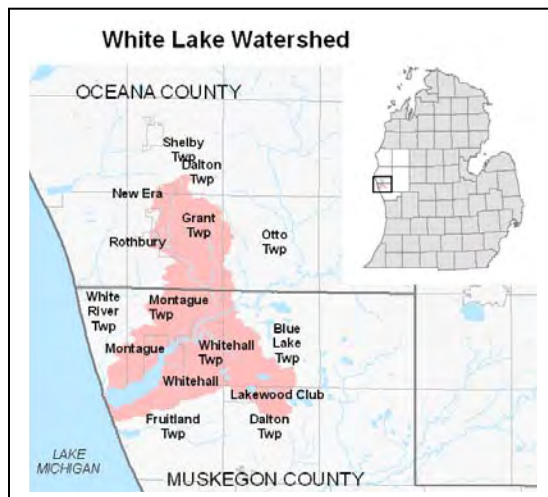 White Lake Watershed
OCEANA COUNTY
Shelby
Twp
Dalton
Twp
New Era
Grant
Twp
Rothbury
Otto
Twp
White
River
Twp
Montague
Twp
Blue
Lake
Twp
Montague
Whitehall
Twp
Whitehall
Lakewood Club
Fruitland
Twp
Dalton
Twp
LAKE
MICHIGAN
MUSKEGON COUNTY